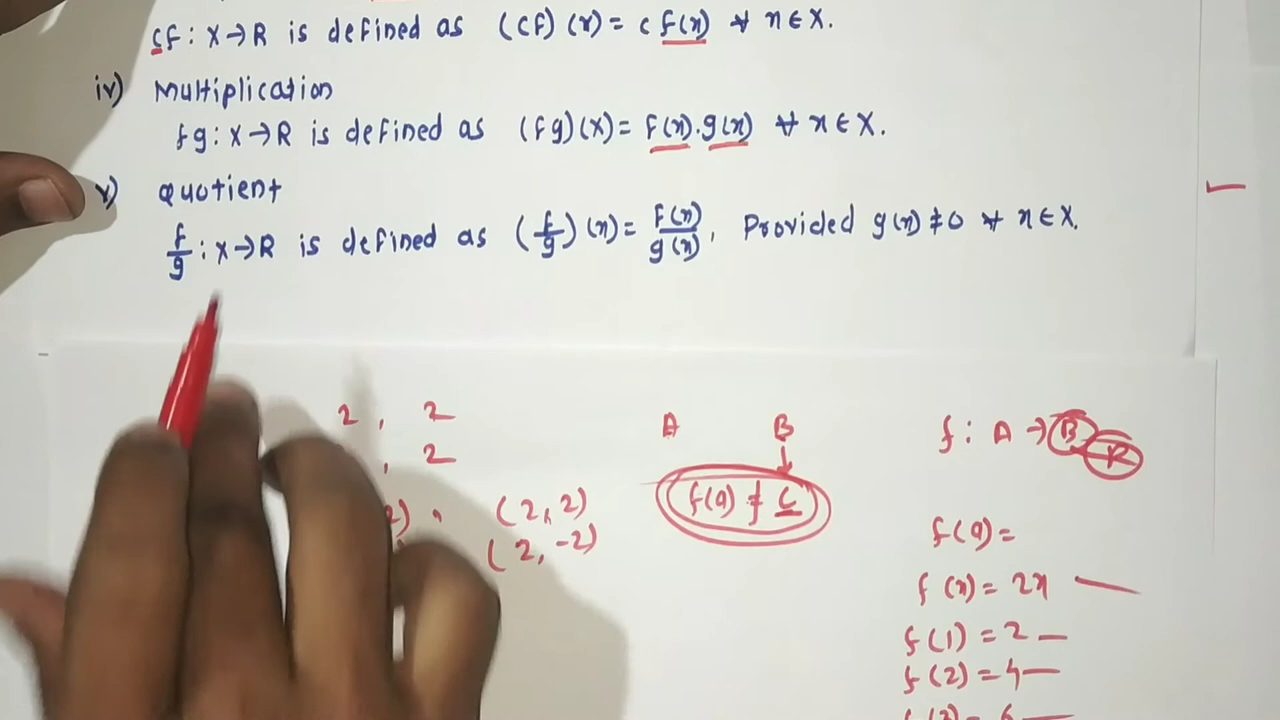 cf : X→R is defined as (cf)(x) = c f(x) ∀ x ∈ X.
iv) Multiplication
fg : X→R is defined as (fg)(x) = f(x).g(x) ∀ x ∈ X.
v) Quotient
f/g : X→R is defined as (f/g)(x) = f(x)/g(x), Provided g(x) ≠ 0 ∀ x ∈ X.
2 , 2
, 2
2) , (2,2)
(2,-2)
A B
f(a) ≠ C
f : A → B R
f(a) =
f(x) = 2x
f(1) = 2
f(2) = 4